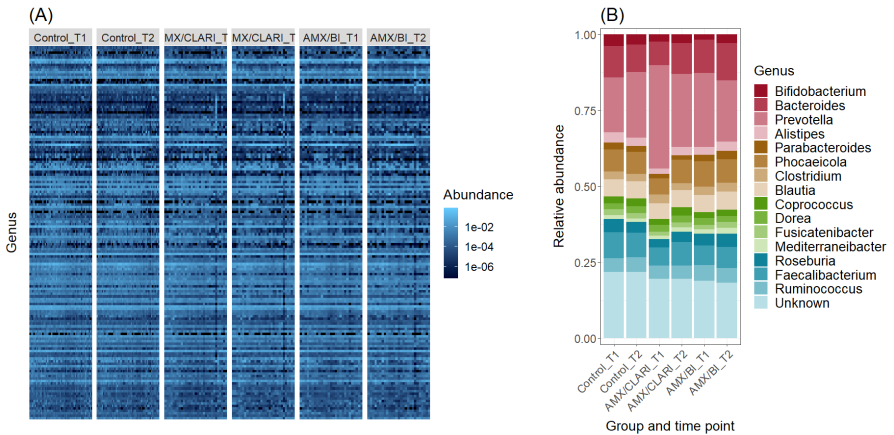 (A)
Control_T1
Control_T2
MX/CLARI_T
MX/CLARI_T
AMX/BI_T1
AMX/BI_T2
Genus
Abundance
1e-02
1e-04
1e-06
(B)
1.00
0.75
0.50
0.25
0.00
Relative abundance
Control_T1
Control_T2
AMX/CLARI_T1
AMX/CLARI_T2
AMX/BI_T1
AMX/BI_T2
Group and time point
Genus
Bifidobacterium
Bacteroides
Prevotella
Alistipes
Parabacteroides
Phocaeicola
Clostridium
Blautia
Coprococcus
Dorea
Fusicatenibacter
Mediterraneibacter
Roseburia
Faecalibacterium
Ruminococcus
Unknown